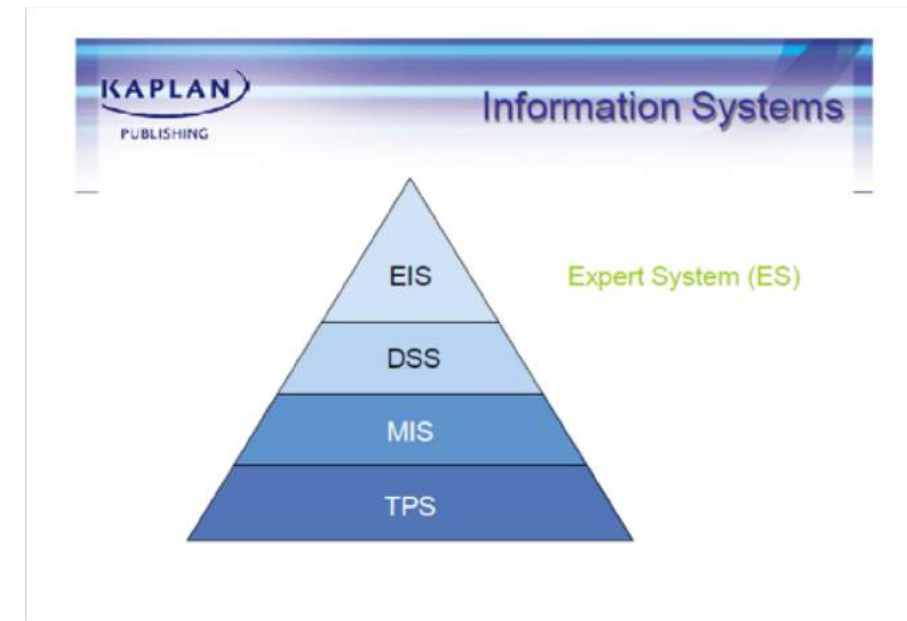 KAPLAN
PUBLISHING
Information Systems
EIS
Expert System (ES)
DSS
MIS
TPS